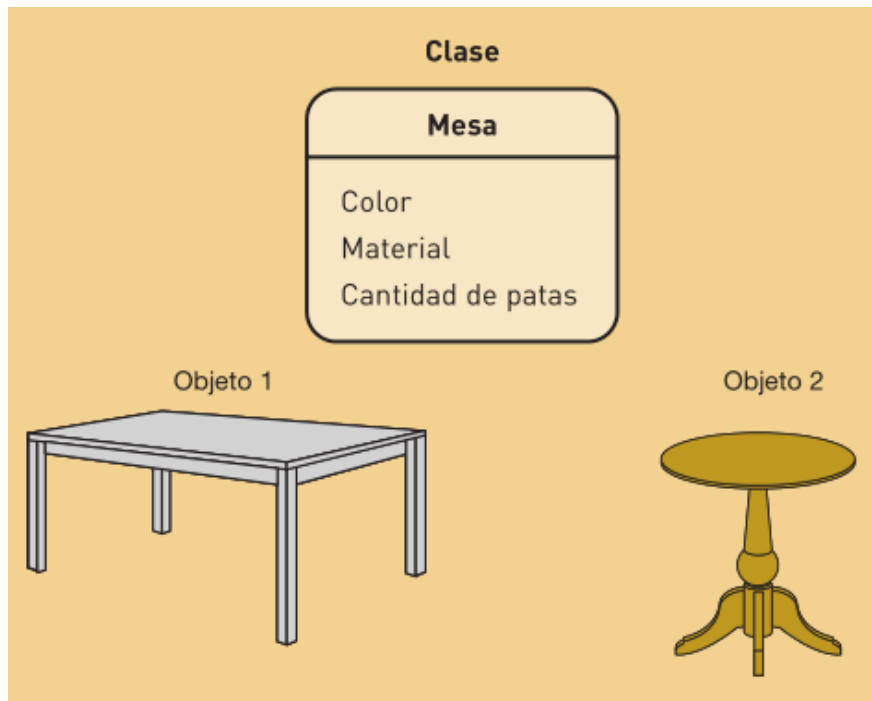 Clase
Mesa
Color
Material
Cantidad de patas
Objeto 1
Objeto 2